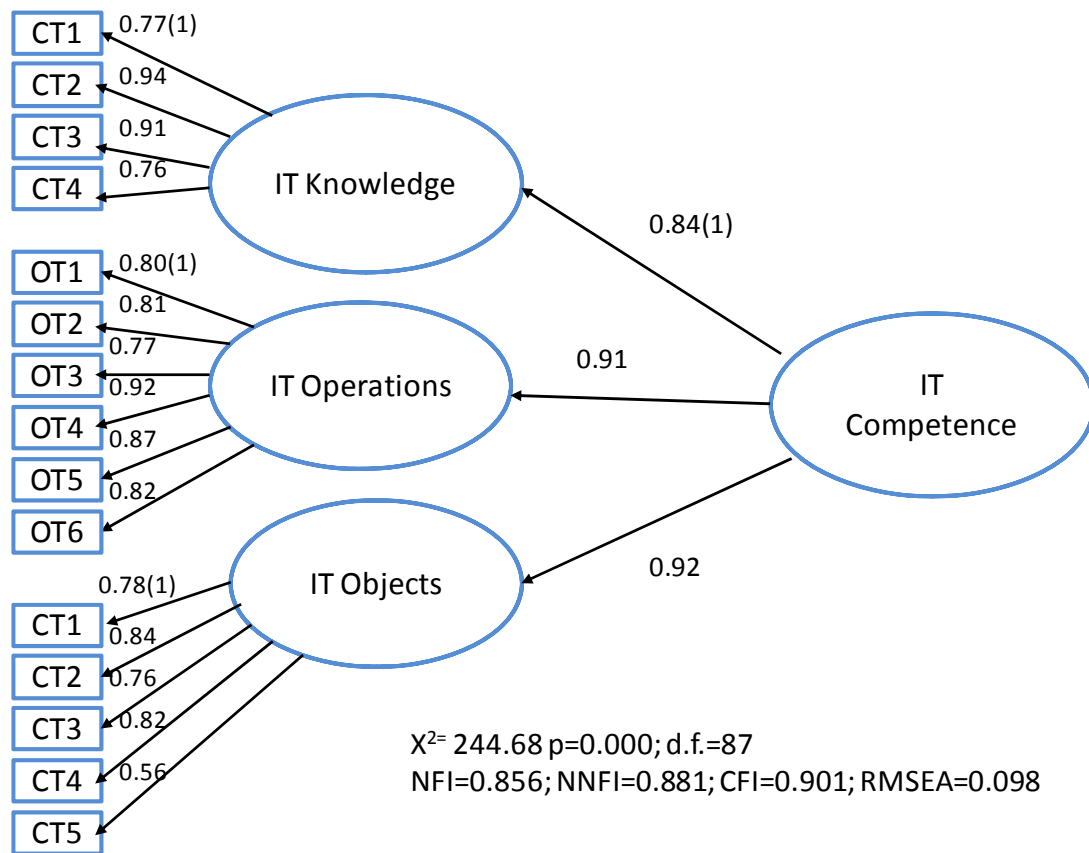 CT1
0.77(1)
CT2
0.94
CT3
0.91
CT4
0.76
IT Knowledge
0.84(1)
OT1
0.80(1)
OT2
0.81
OT3
0.77
OT4
0.92
OT5
0.87
OT6
0.82
IT Operations
0.91
IT
Competence
0.78(1)
CT1
0.84
CT2
0.76
CT3
0.82
CT4
0.56
CT5
IT Objects
0.92
X²⁼ 244.68 p=0.000; d.f.=87
NFI=0.856; NNFI=0.881; CFI=0.901; RMSEA=0.098